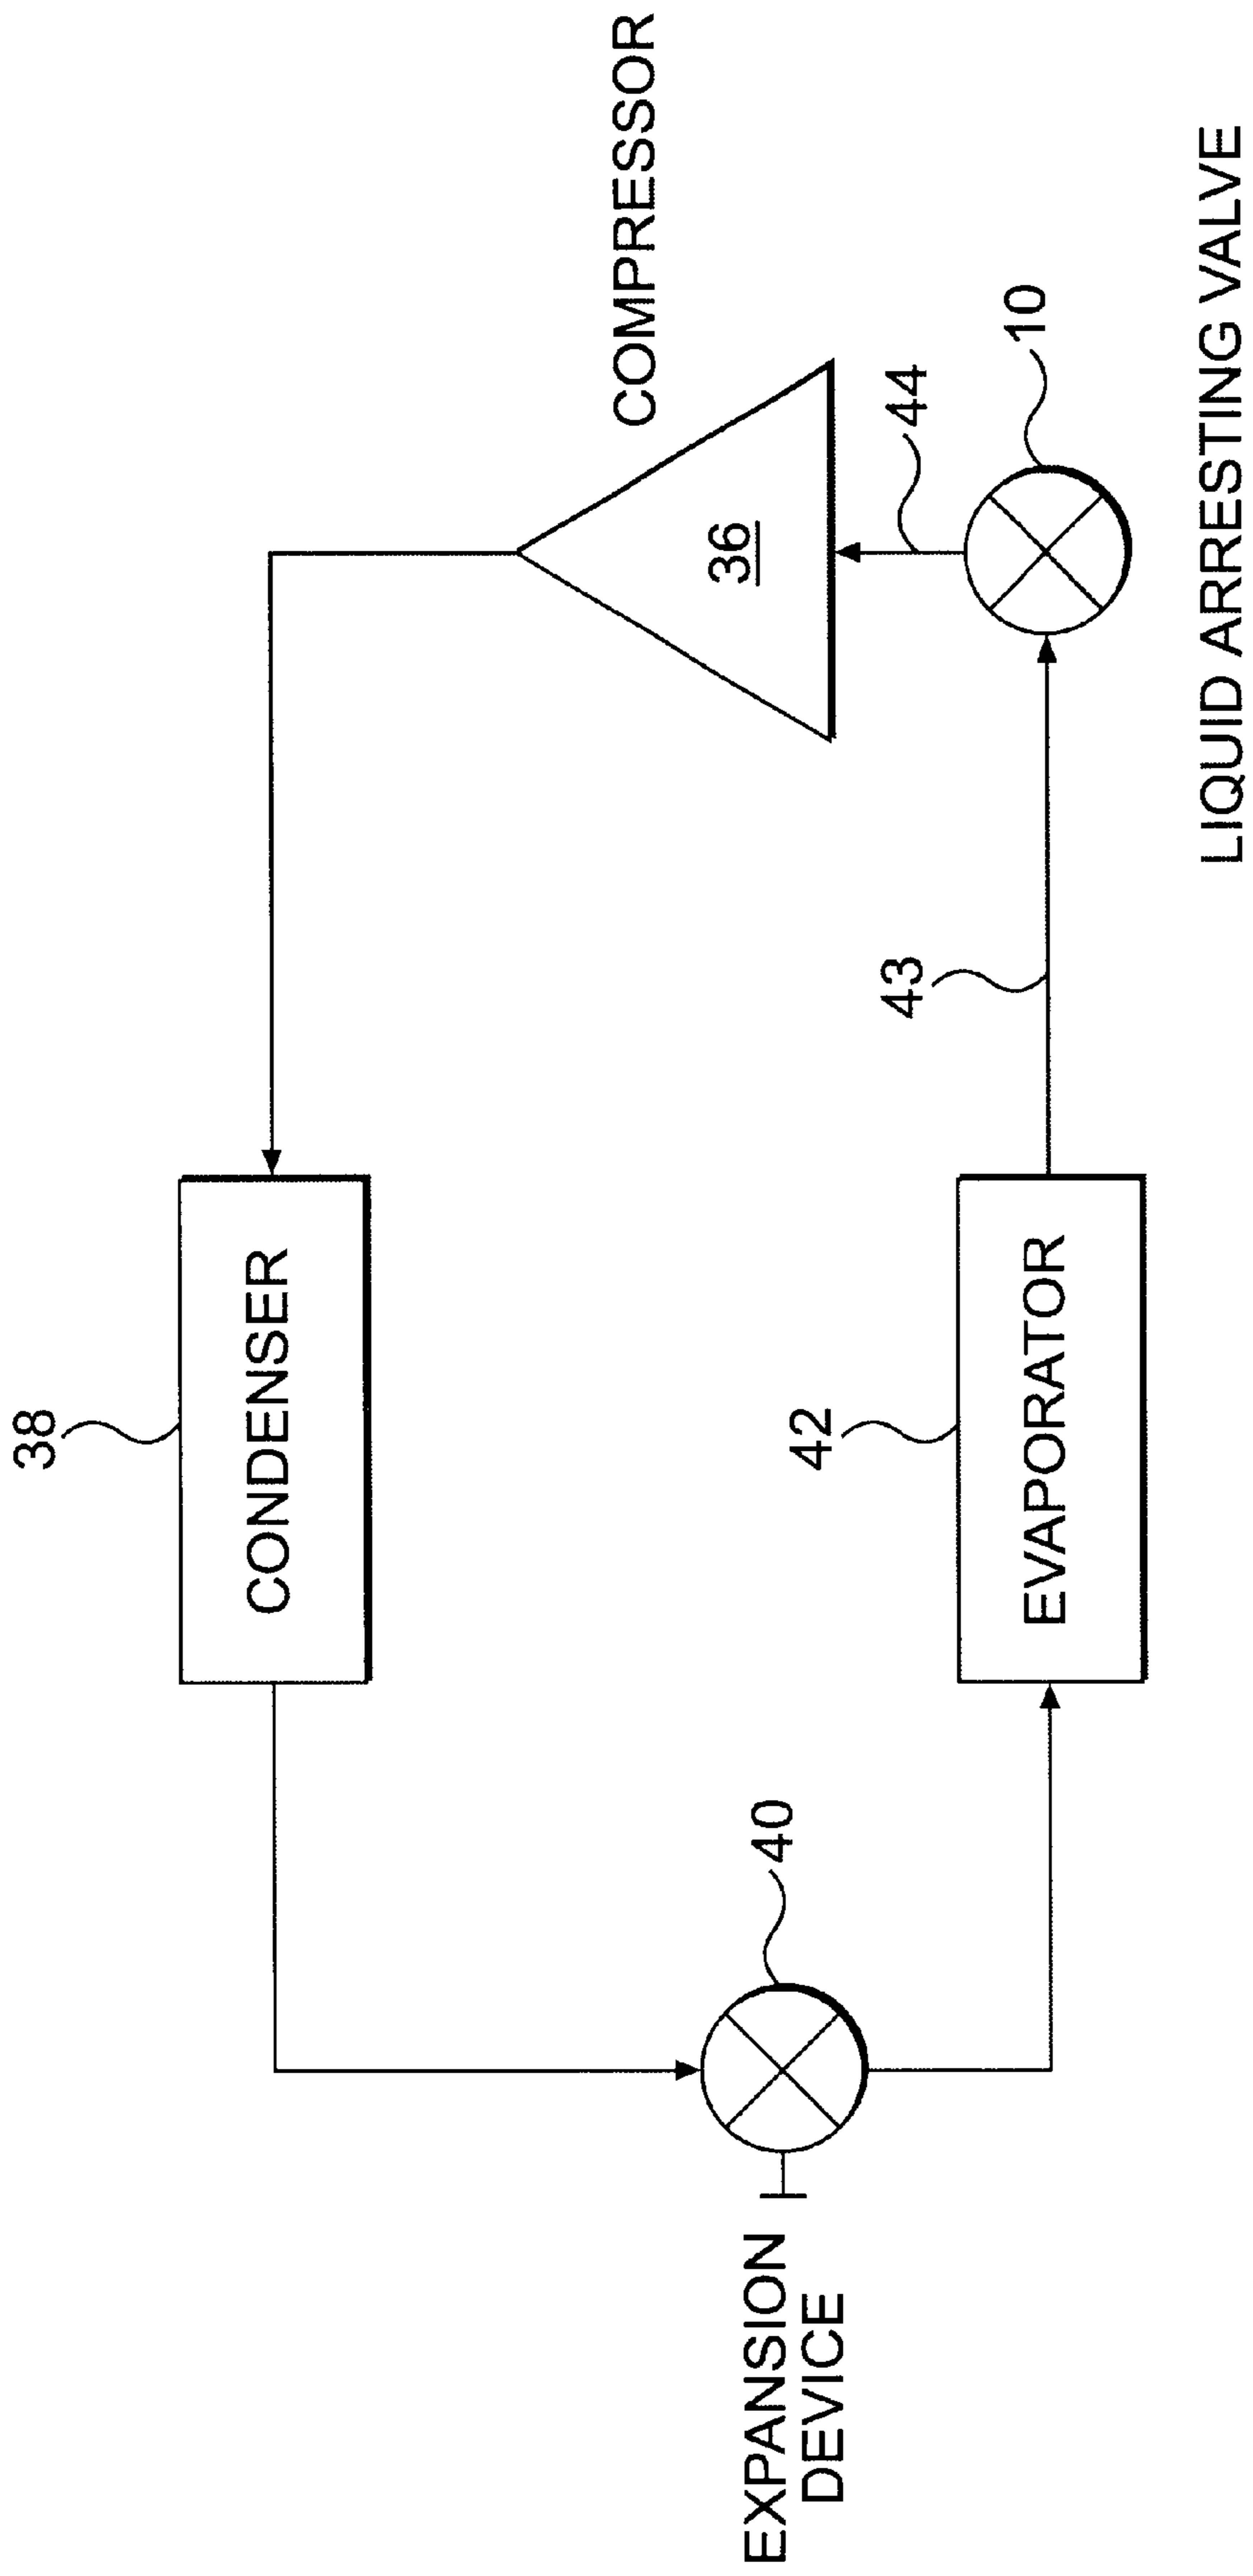 38
CONDENSER
COMPRESSOR
36
44
10
40
EXPANSION
DEVICE
42
EVAPORATOR
43
LIQUID ARRESTING VALVE